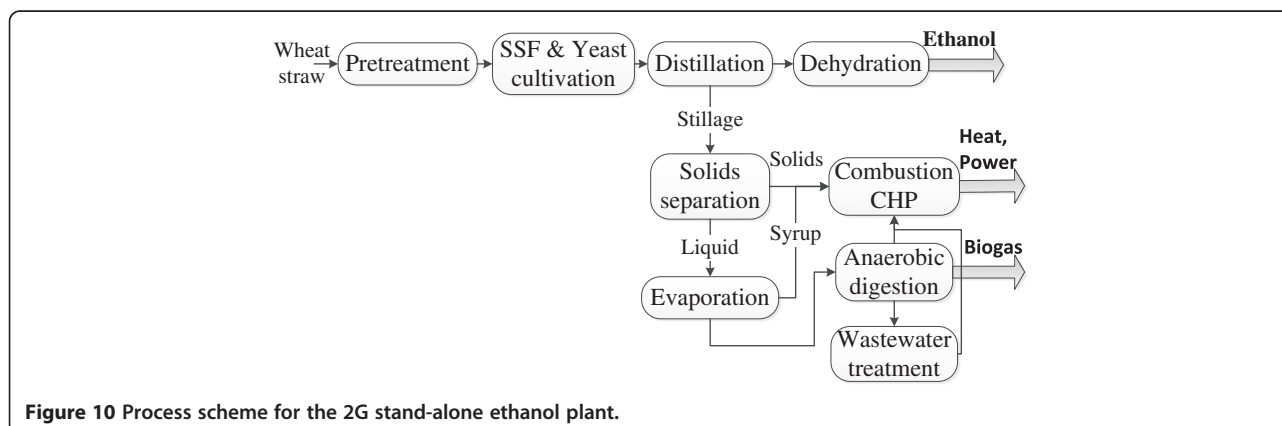 Wheat
straw
Pretreatment
SSF & Yeast
cultivation
Distillation
Dehydration
Ethanol
Stillage
Solids
separation
Solids
Combustion
CHP
Heat,
Power
Syrup
Liquid
Evaporation
Anaerobic
digestion
Biogas
Wastewater
treatment
Figure 10 Process scheme for the 2G stand-alone ethanol plant.